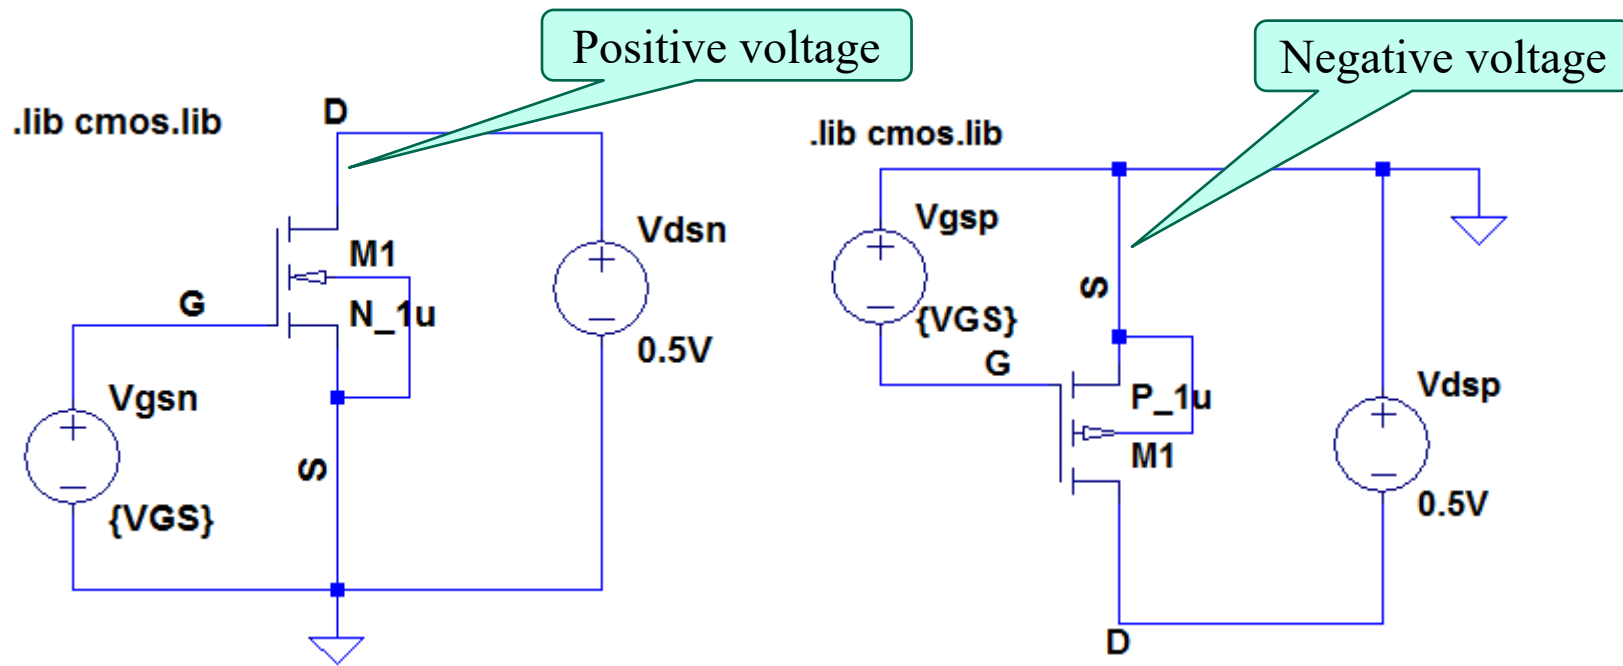 Positive voltage
.lib cmos.lib
D
Vdsn
M1
G
N_1u
0.5V
Vgsn
S
{VGS}
Negative voltage
.lib cmos.lib
Vgsp
S
{VGS}
G
P_1u
Vdsp
M1
0.5V
D